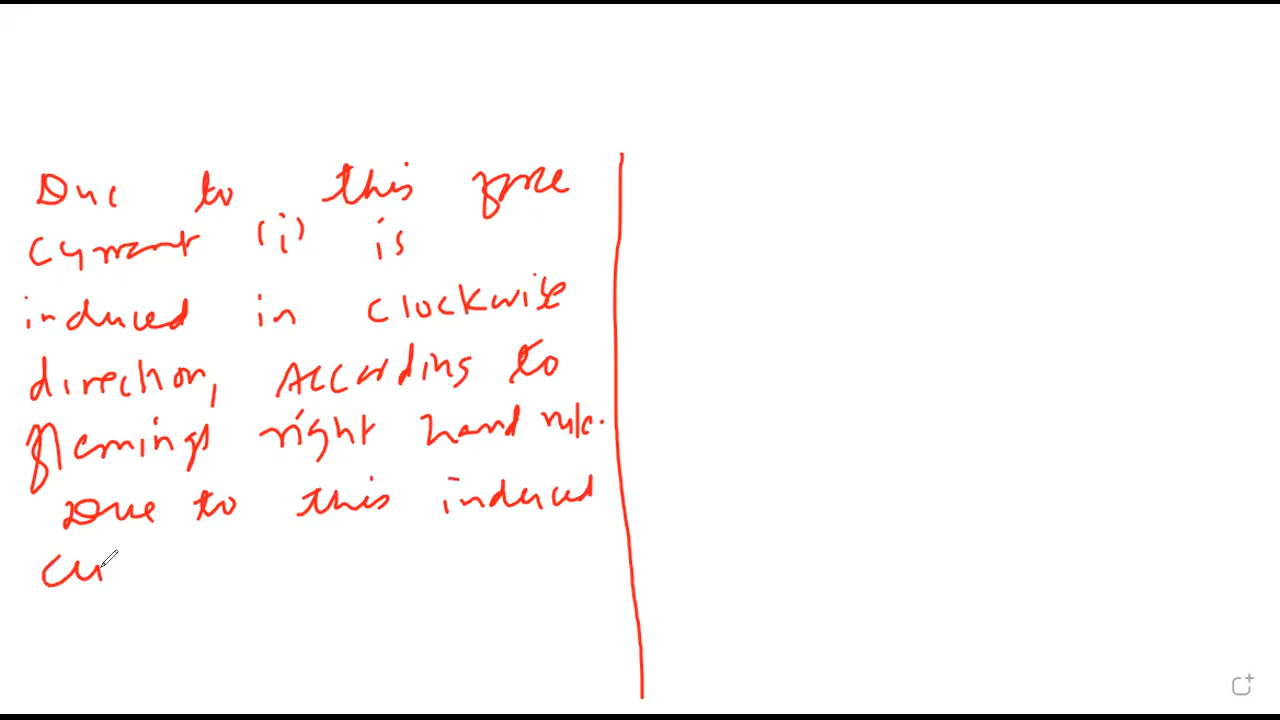 Due to this force
current (i) is
induced in clockwise
direction, According to
flemings right hand rule.
Due to this induced
cu